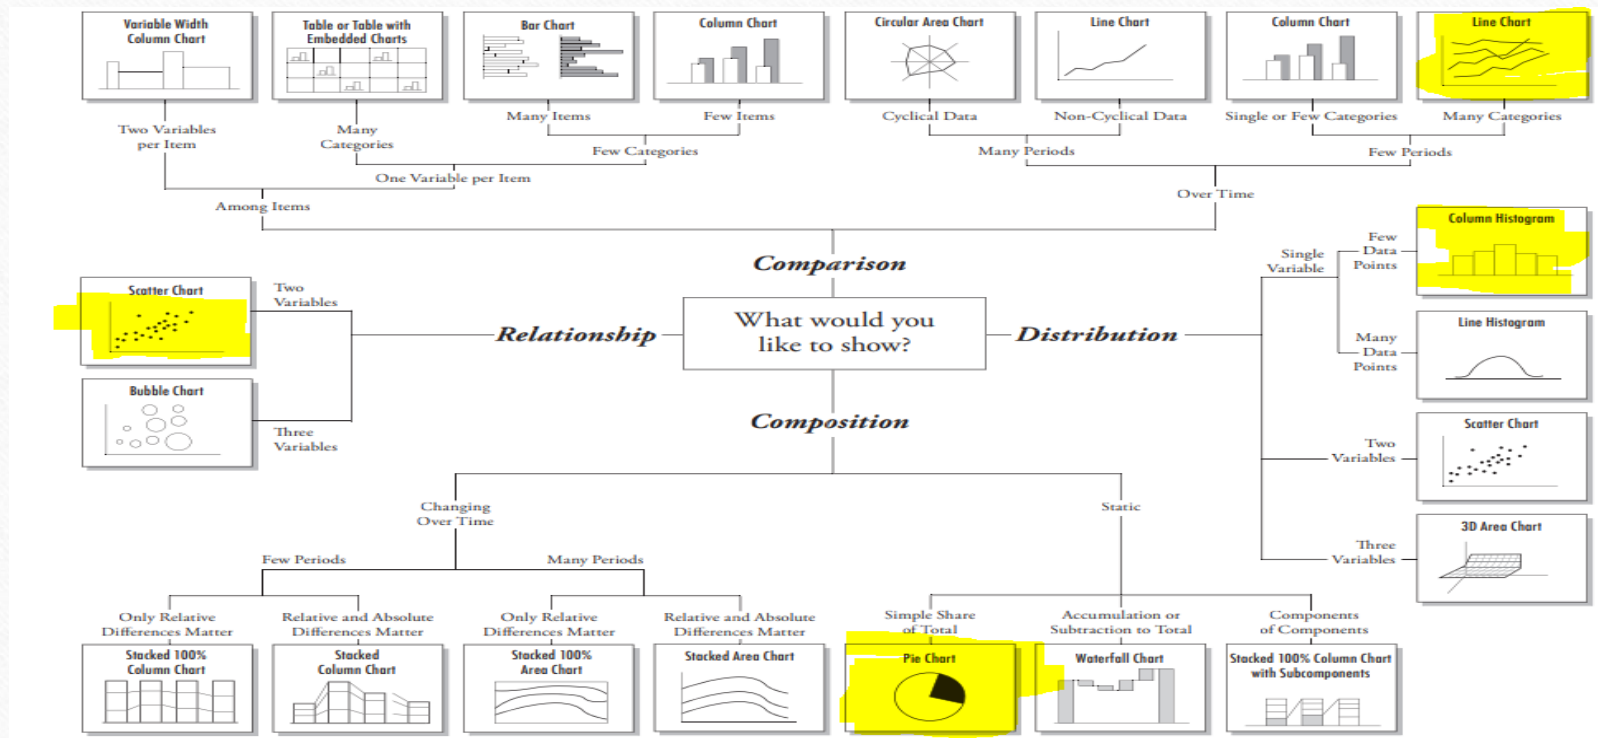 Variable Width
Column Chart
Table or Table with
Embedded Charts
Bar Chart
Column Chart
Circular Area Chart
Line Chart
Column Chart
Line Chart
Two Variables
per Item
Many
Categories
Many Items
Few Items
Cyclical Data
Non-Cyclical Data
Single or Few Categories
Many Categories
Few Categories
Many Periods
Few Periods
One Variable per Item
Over Time
Among Items
Comparison
What would you
like to show?
Relationship
Two
Variables
Scatter Chart
Three
Variables
Bubble Chart
Distribution
Single
Variable
Few
Data
Points
Column Histogram
Many
Data
Points
Line Histogram
Two
Variables
Scatter Chart
Three
Variables
3D Area Chart
Composition
Changing
Over Time
Static
Few Periods
Many Periods
Only Relative
Differences Matter
Relative and Absolute
Differences Matter
Only Relative
Differences Matter
Relative and Absolute
Differences Matter
Simple Share
of Total
Accumulation or
Subtraction to Total
Components
of Components
Stacked 100%
Column Chart
Stacked
Column Chart
Stacked 100%
Area Chart
Stacked Area Chart
Pie Chart
Waterfall Chart
Stacked 100% Column Chart
with Subcomponents